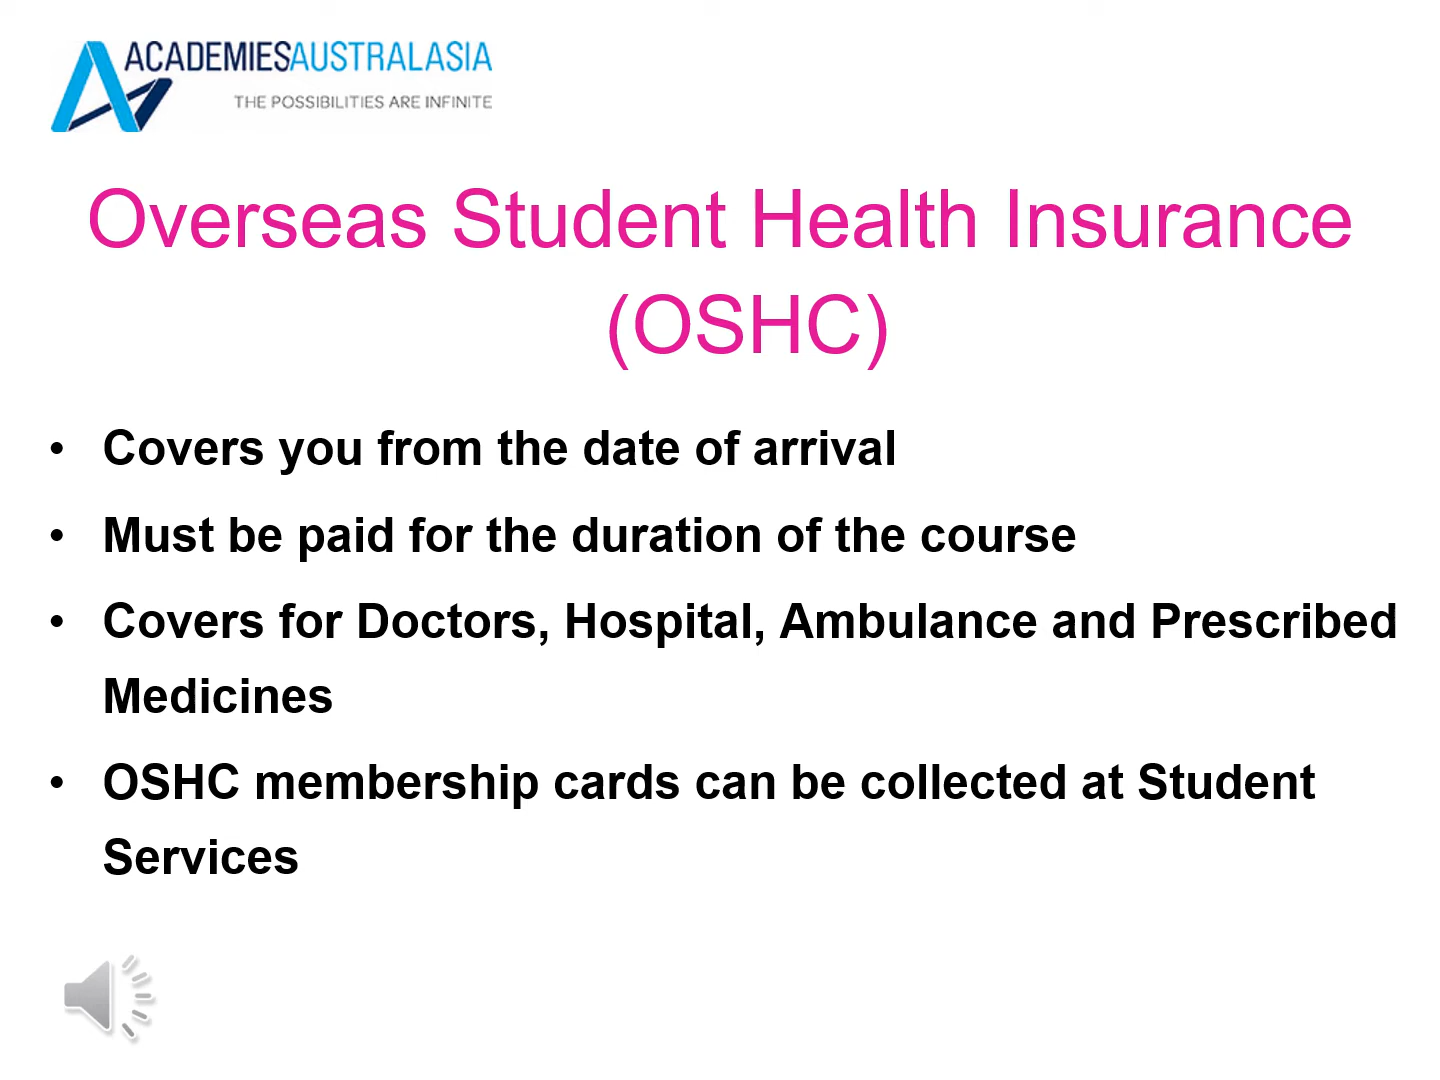 ACADEMIESAUSTRALASIA
THE POSSIBILITIES ARE INFINITE
Overseas Student Health Insurance
(OSHC)
• Covers you from the date of arrival
• Must be paid for the duration of the course
• Covers for Doctors, Hospital, Ambulance and Prescribed
Medicines
• OSHC membership cards can be collected at Student
Services